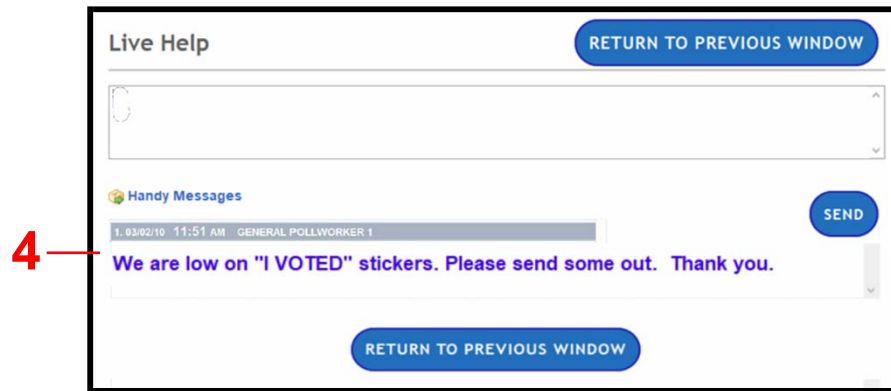 Live Help
RETURN TO PREVIOUS WINDOW
Handy Messages
SEND
1. 03/02/10 11:51 AM GENERAL POLLWORKER 1
4
We are low on "I VOTED" stickers. Please send some out. Thank you.
RETURN TO PREVIOUS WINDOW